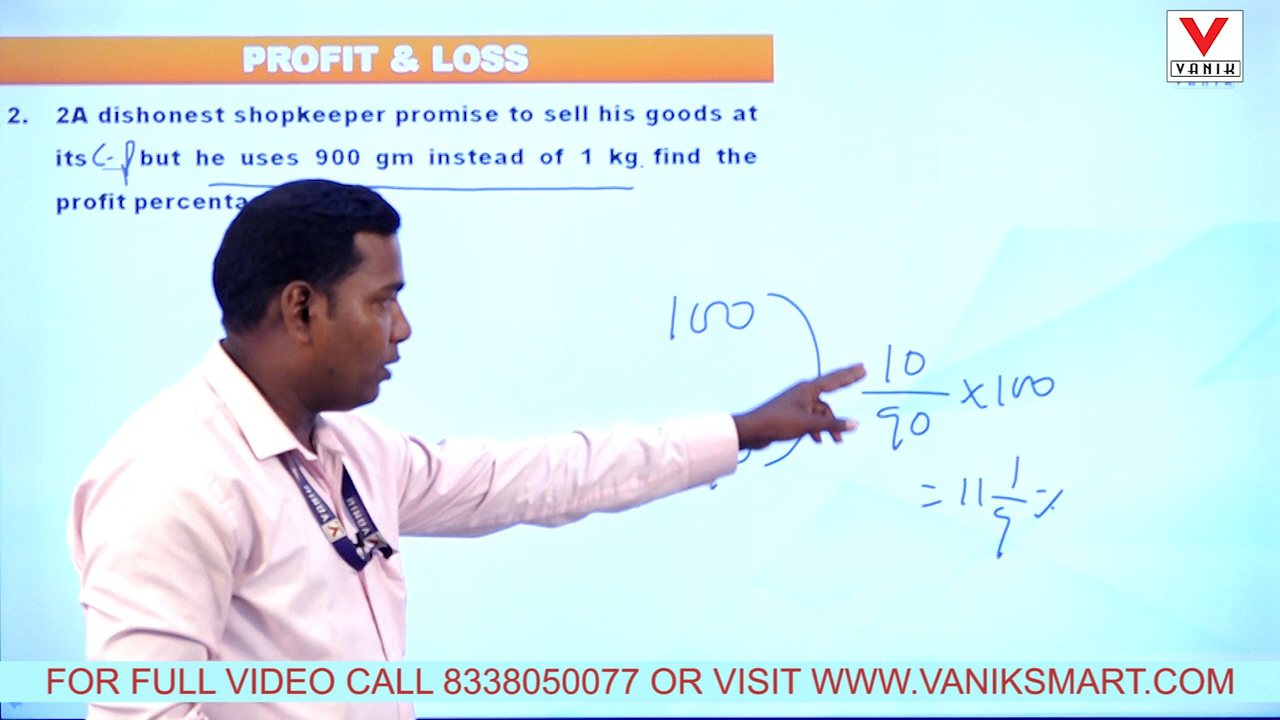 PROFIT & LOSS
VANIK
2. 2A dishonest shopkeeper promise to sell his goods at
its C.P but he uses 900 gm instead of 1 kg. find the
profit
100
10
90
× 100
= 11 1/9 %
VANIK
VANIK
FOR FULL VIDEO CALL 8338050077 OR VISIT WWW.VANIKSMART.COM